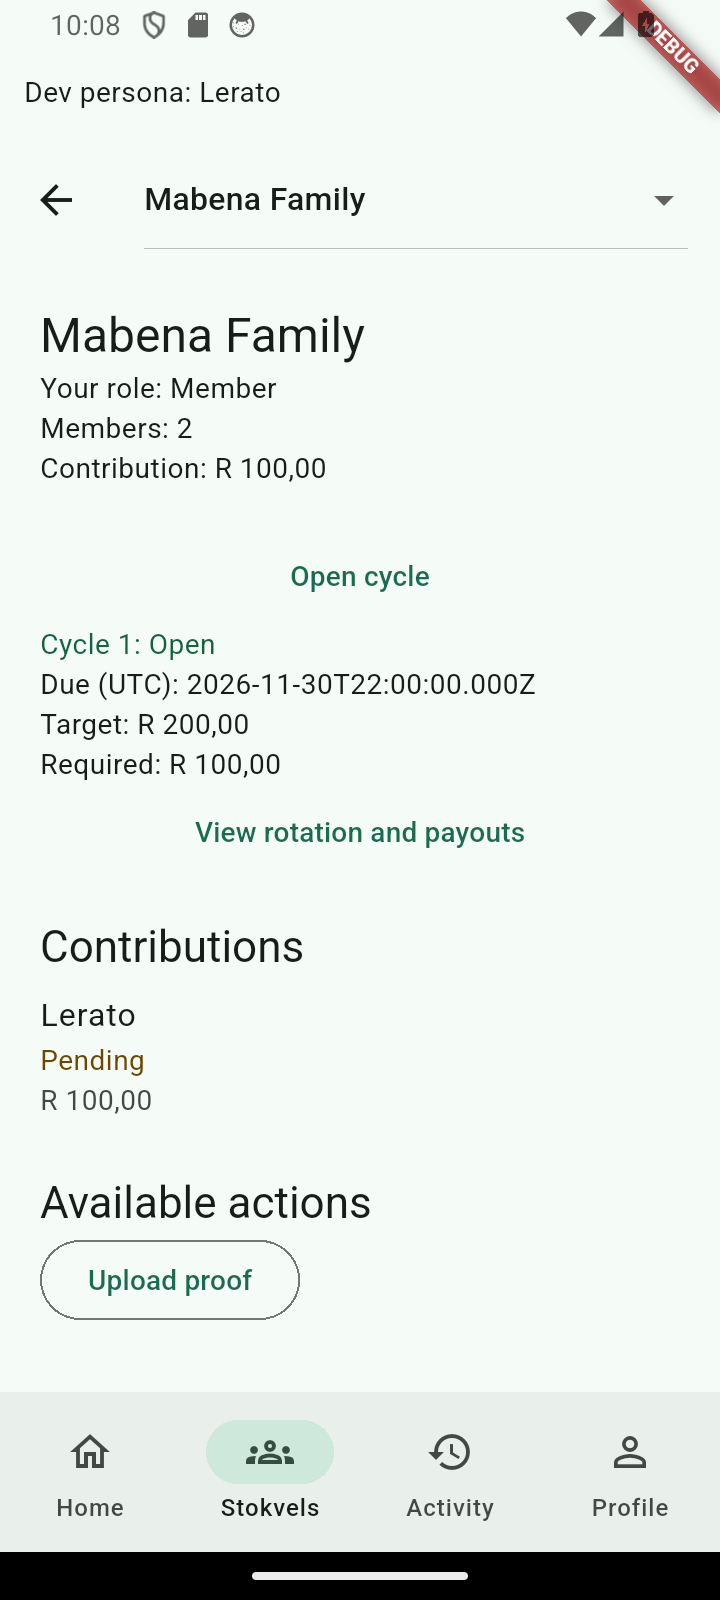 10:08
DEBUG
Dev persona: Lerato
Mabena Family
Mabena Family
Your role: Member
Members: 2
Contribution: R 100,00
Open cycle
Cycle 1: Open
Due (UTC): 2026-11-30T22:00:00.000Z
Target: R 200,00
Required: R 100,00
View rotation and payouts
Contributions
Lerato
Pending
R 100,00
Available actions
Upload proof
Home
Stokvels
Activity
Profile